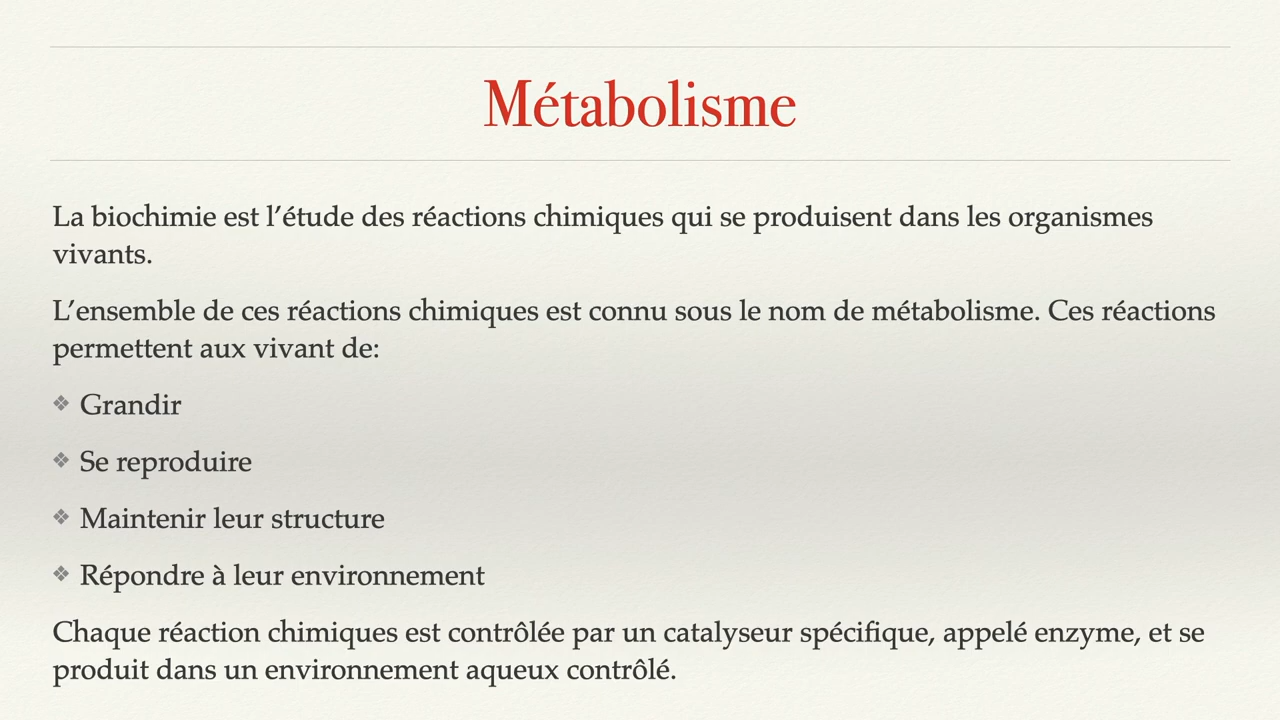 Métabolisme
La biochimie est l’étude des réactions chimiques qui se produisent dans les organismes
vivants.
L’ensemble de ces réactions chimiques est connu sous le nom de métabolisme. Ces réactions
permettent aux vivant de:
❖ Grandir
❖ Se reproduire
❖ Maintenir leur structure
❖ Répondre à leur environnement
Chaque réaction chimiques est contrôlée par un catalyseur spécifique, appelé enzyme, et se
produit dans un environnement aqueux contrôlé.